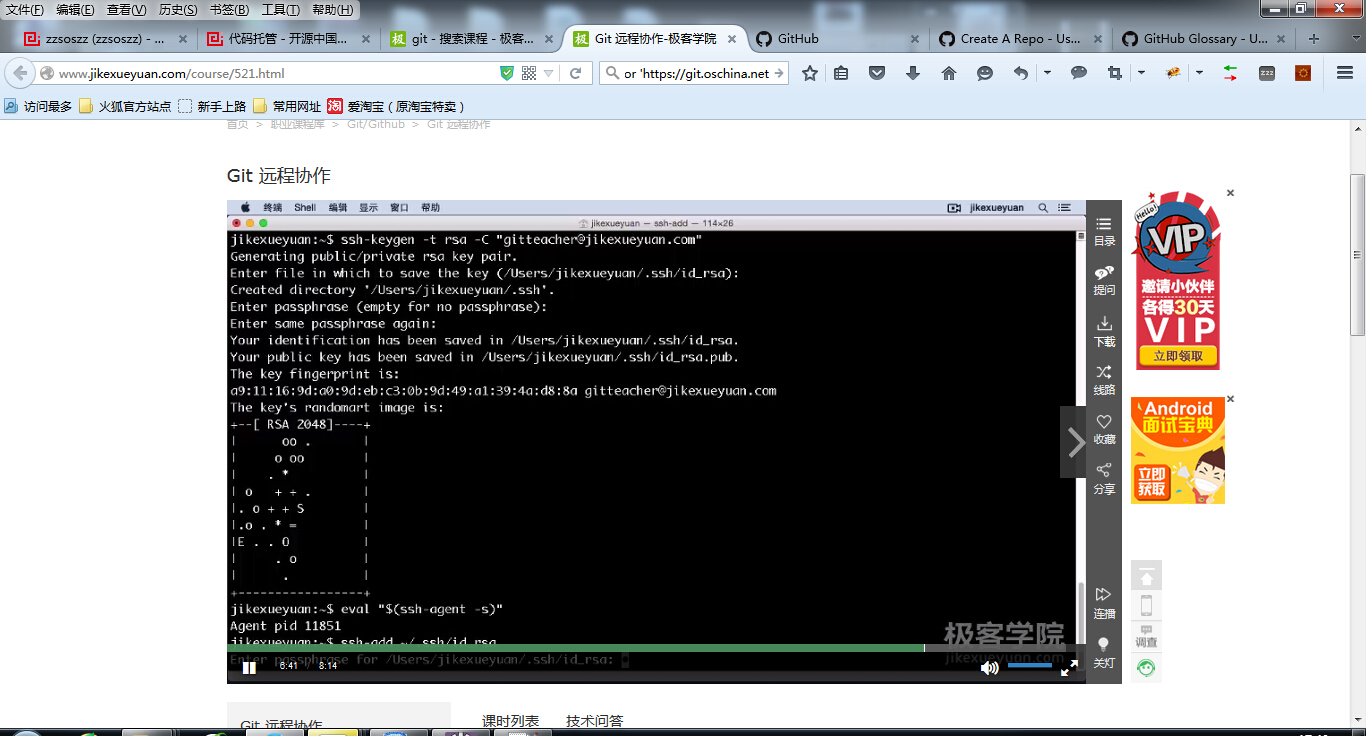 文件(F) 编辑(E) 查看(V) 历史(S) 书签(B) 工具(T) 帮助(H)
zzsoszz (zzsoszz) - ... 代码托管 - 开源中国... git - 搜索课程 - 极客... Git 远程协作-极客学院 GitHub Create A Repo - Us... GitHub Glossary - U...
www.jikexueyuan.com/course/521.html or 'https://git.oschina.net
访问最多 火狐官方站点 新手上路 常用网址 淘 爱淘宝（原淘宝特卖）
首页 > 职业课程库 > Git/Github > Git 远程协作
Git 远程协作
终端 Shell 编辑 显示 窗口 帮助 jikexueyuan
jikexueyuan — ssh-add — 114×26
jikexueyuan:~$ ssh-keygen -t rsa -C "gitteacher@jikexueyuan.com"
Generating public/private rsa key pair.
Enter file in which to save the key (/Users/jikexueyuan/.ssh/id_rsa):
Created directory '/Users/jikexueyuan/.ssh'.
Enter passphrase (empty for no passphrase):
Enter same passphrase again:
Your identification has been saved in /Users/jikexueyuan/.ssh/id_rsa.
Your public key has been saved in /Users/jikexueyuan/.ssh/id_rsa.pub.
The key fingerprint is:
a9:11:16:9d:a0:9d:eb:c3:0b:9d:49:a1:39:4a:d8:8a gitteacher@jikexueyuan.com
The key's randomart image is:
+--[ RSA 2048]----+
|      oo .       |
|     o oo        |
|    . *          |
| o   + + .       |
|. o + + S        |
|.o . * =         |
|E . . O          |
|     . o         |
|      .          |
+-----------------+
jikexueyuan:~$ eval "$(ssh-agent -s)"
Agent pid 11851
jikexueyuan:~$ ssh-add ~/.ssh/id_rsa
Enter passphrase for /Users/jikexueyuan/.ssh/id_rsa:
极客学院
jikexueyuan.com
6:41 / 8:14
目录
提问
下载
线路
收藏
分享
连播
关灯
Hello!
VIP
邀请小伙伴
各得30天
VIP
立即领取
Android
面试宝典
立即
获取
调查
Git 远程协作 课时列表 技术问答